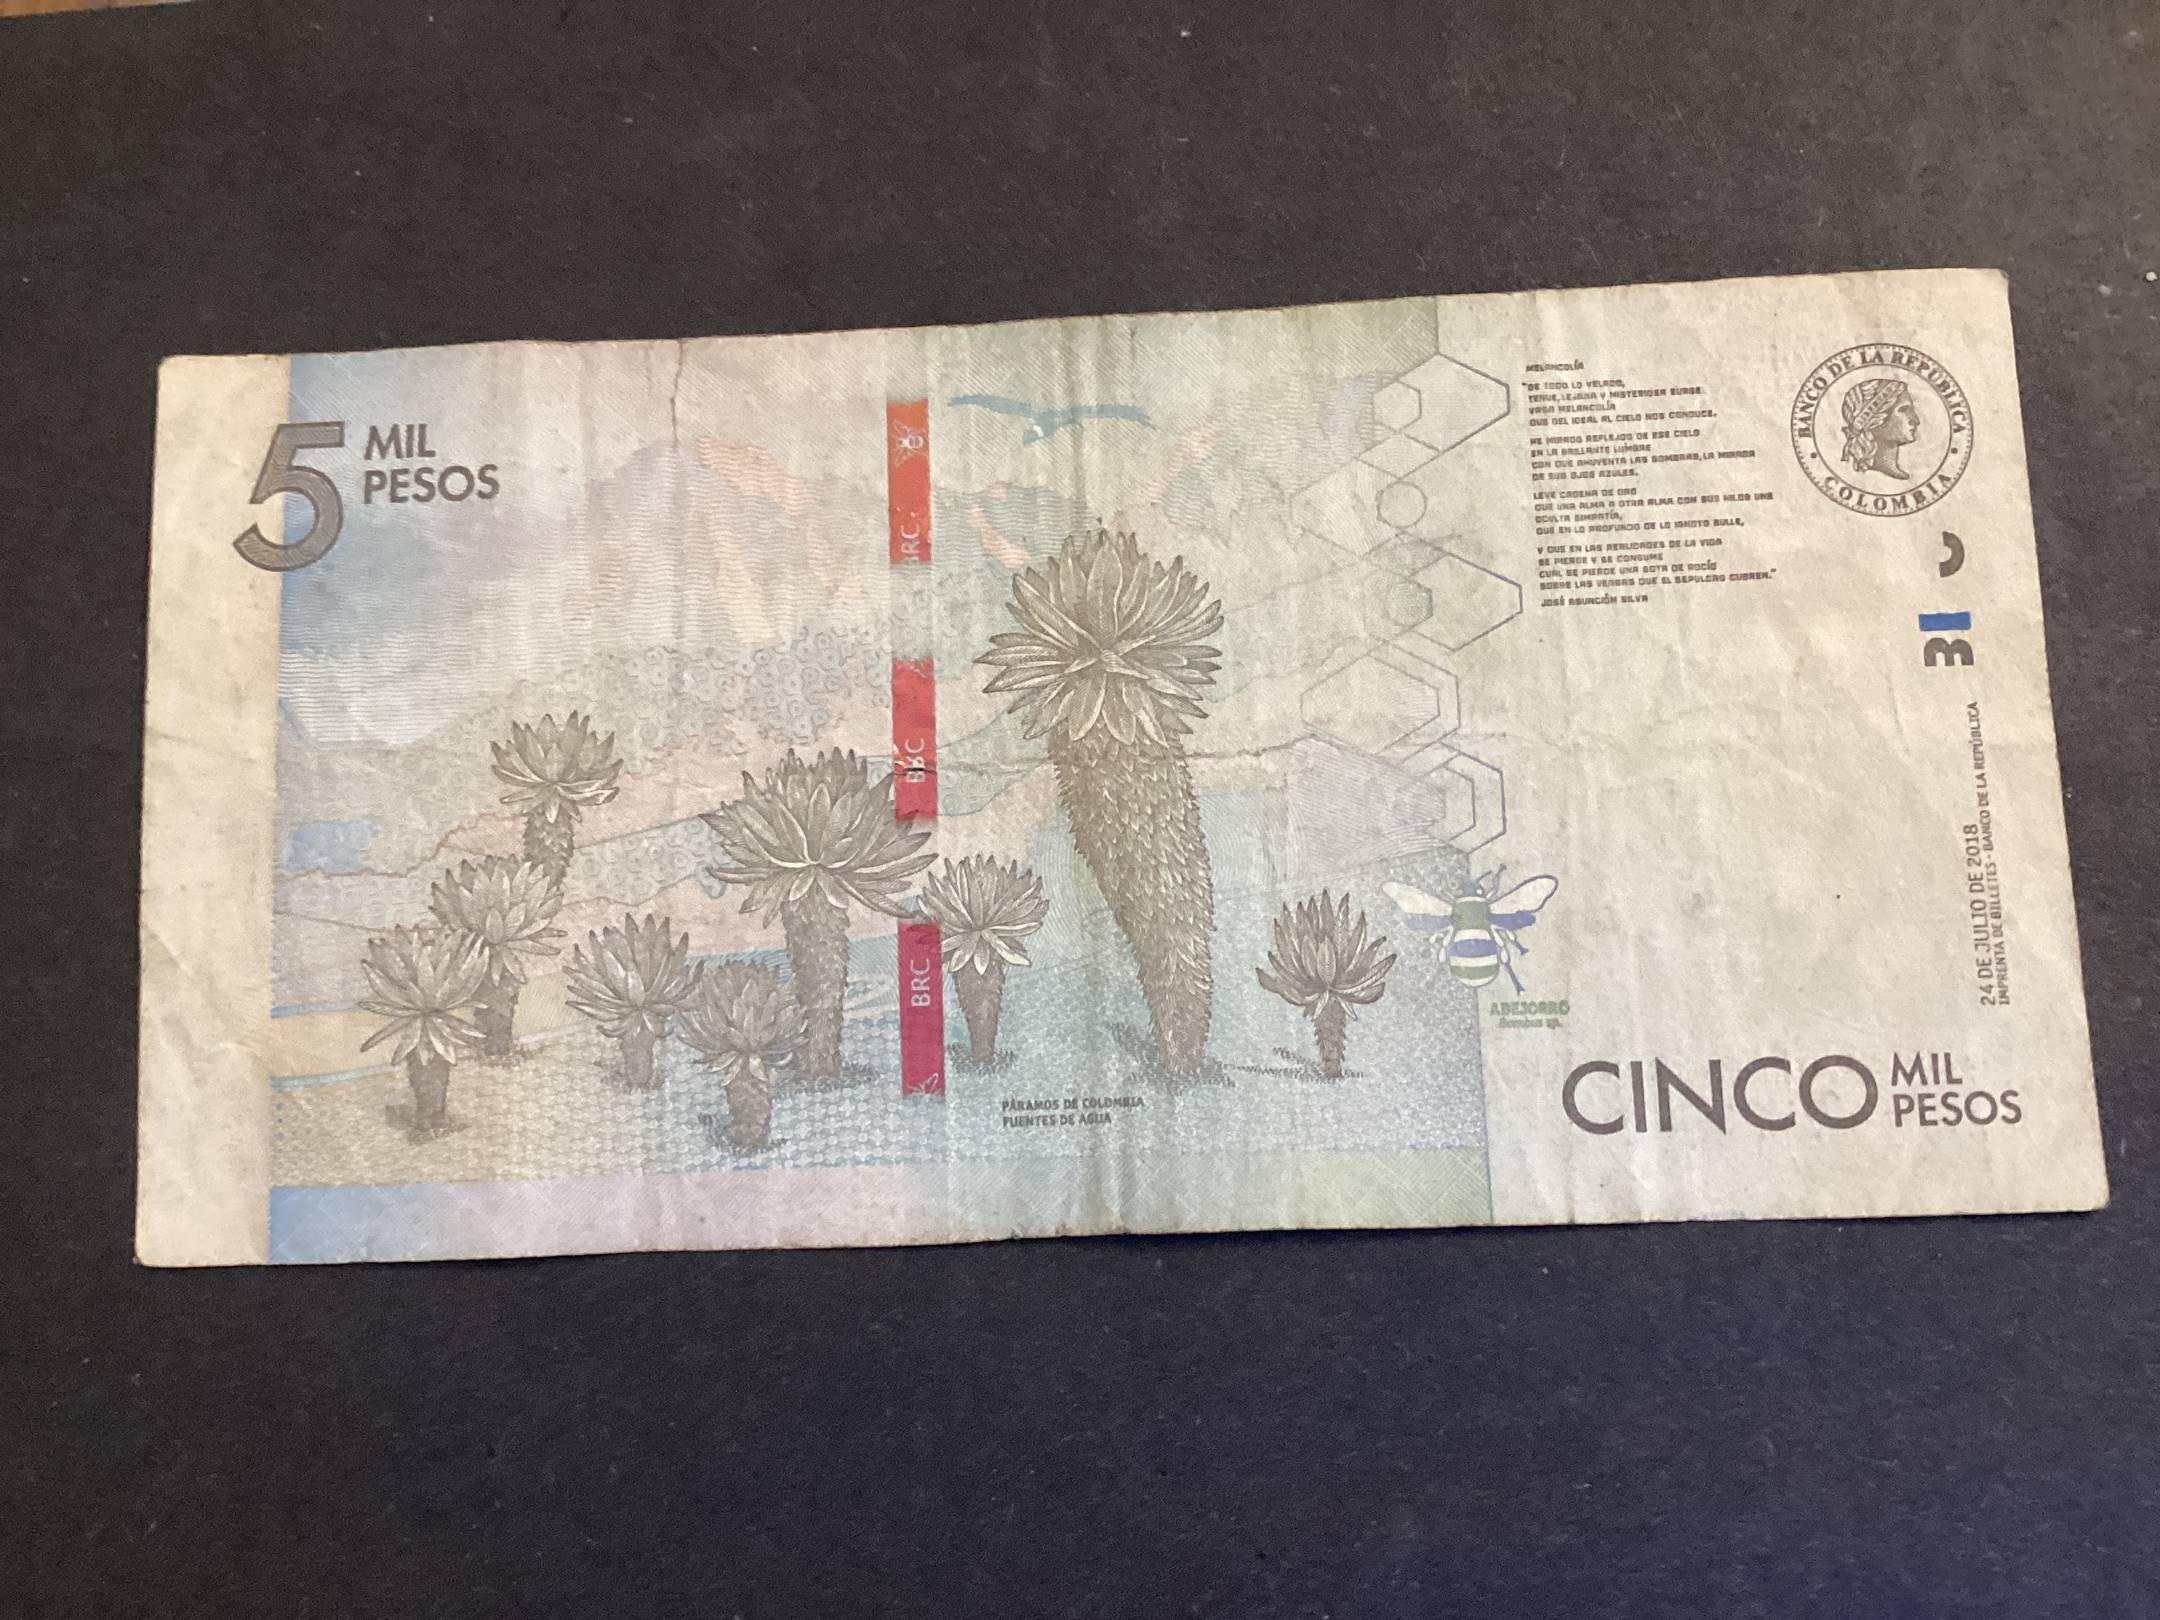 5 MIL
PESOS
BRC
BRC
BRC
PÁRAMOS DE COLOMBIA
FUENTES DE AGUA
MELANCOLÍA
"DE TODO LO VELADO,
TENUE, LEJANA Y MISTERIOSA SURGE
VAGA MELANCOLÍA
QUE DEL IDEAL AL CIELO NOS CONDUCE.
HE MIRADO REFLEJOS DE ESE CIELO
EN LA BRILLANTE LUMBRE
CON QUE AHUYENTA LAS SOMBRAS, LA MIRADA
DE SUS OJOS AZULES.
LEVE CADENA DE ORO
QUE UNA ALMA A OTRA ALMA CON SUS HILOS UNE
OCULTA SIMPATÍA,
QUE EN LO PROFUNDO DE LO IGNOTO BULLE,
Y QUE EN LAS REALIDADES DE LA VIDA
SE PIERDE Y SE CONSUME
CUAL SE PIERDE UNA GOTA DE ROCÍO
SOBRE LAS YERBAS QUE EL SEPULCRO CUBREN."
JOSÉ ASUNCIÓN SILVA
BANCO DE LA REPÚBLICA
COLOMBIA
24 DE JULIO DE 2018
IMPRENTA DE BILLETES - BANCO DE LA REPÚBLICA
ABEJORRO
Bombus sp.
CINCO MIL
PESOS